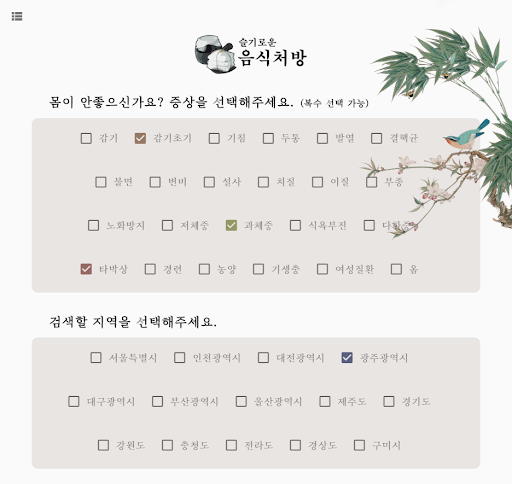 슬기로운
음식처방
몸이 안좋으신가요? 증상을 선택해주세요. (복수 선택 가능)
감기 감기초기 기침 두통 발열 결핵균
불면 변비 설사 치질 이질 부종
노화방지 저체중 과체중 식욕부진 다한증
타박상 경련 농양 기생충 여성질환 옴
검색할 지역을 선택해주세요.
서울특별시 인천광역시 대전광역시 광주광역시
대구광역시 부산광역시 울산광역시 제주도 경기도
강원도 충청도 전라도 경상도 구미시